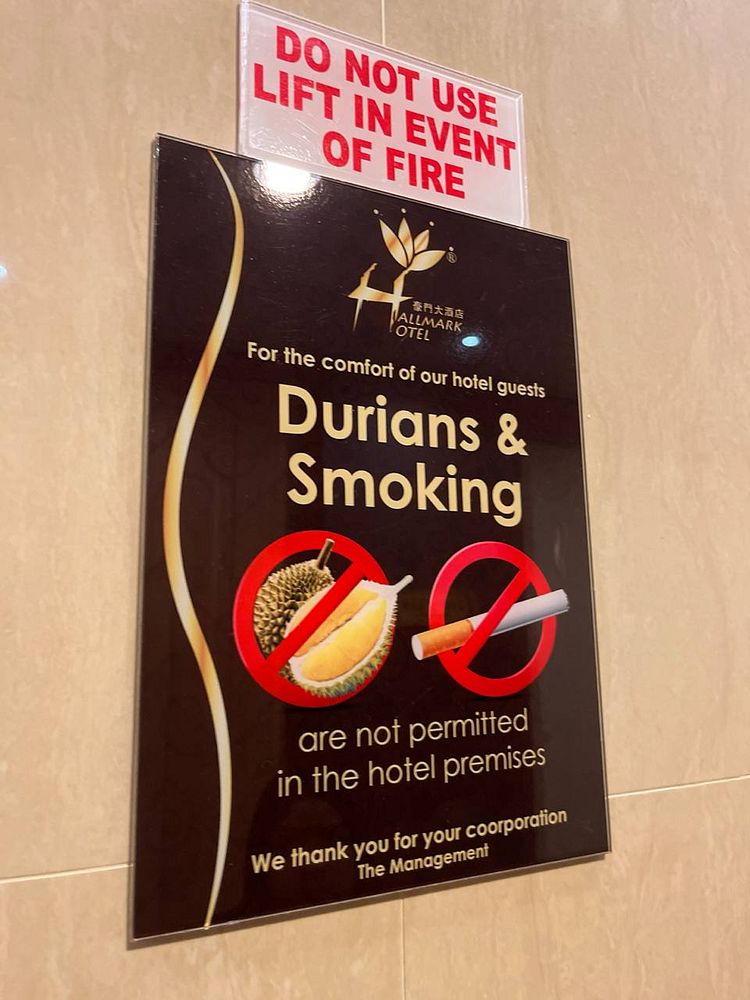 DO NOT USE
LIFT IN EVENT
OF FIRE
®
豪門大酒店
HALLMARK
HOTEL
For the comfort of our hotel guests
Durians &
Smoking
are not permitted
in the hotel premises
We thank you for your coorporation
The Management